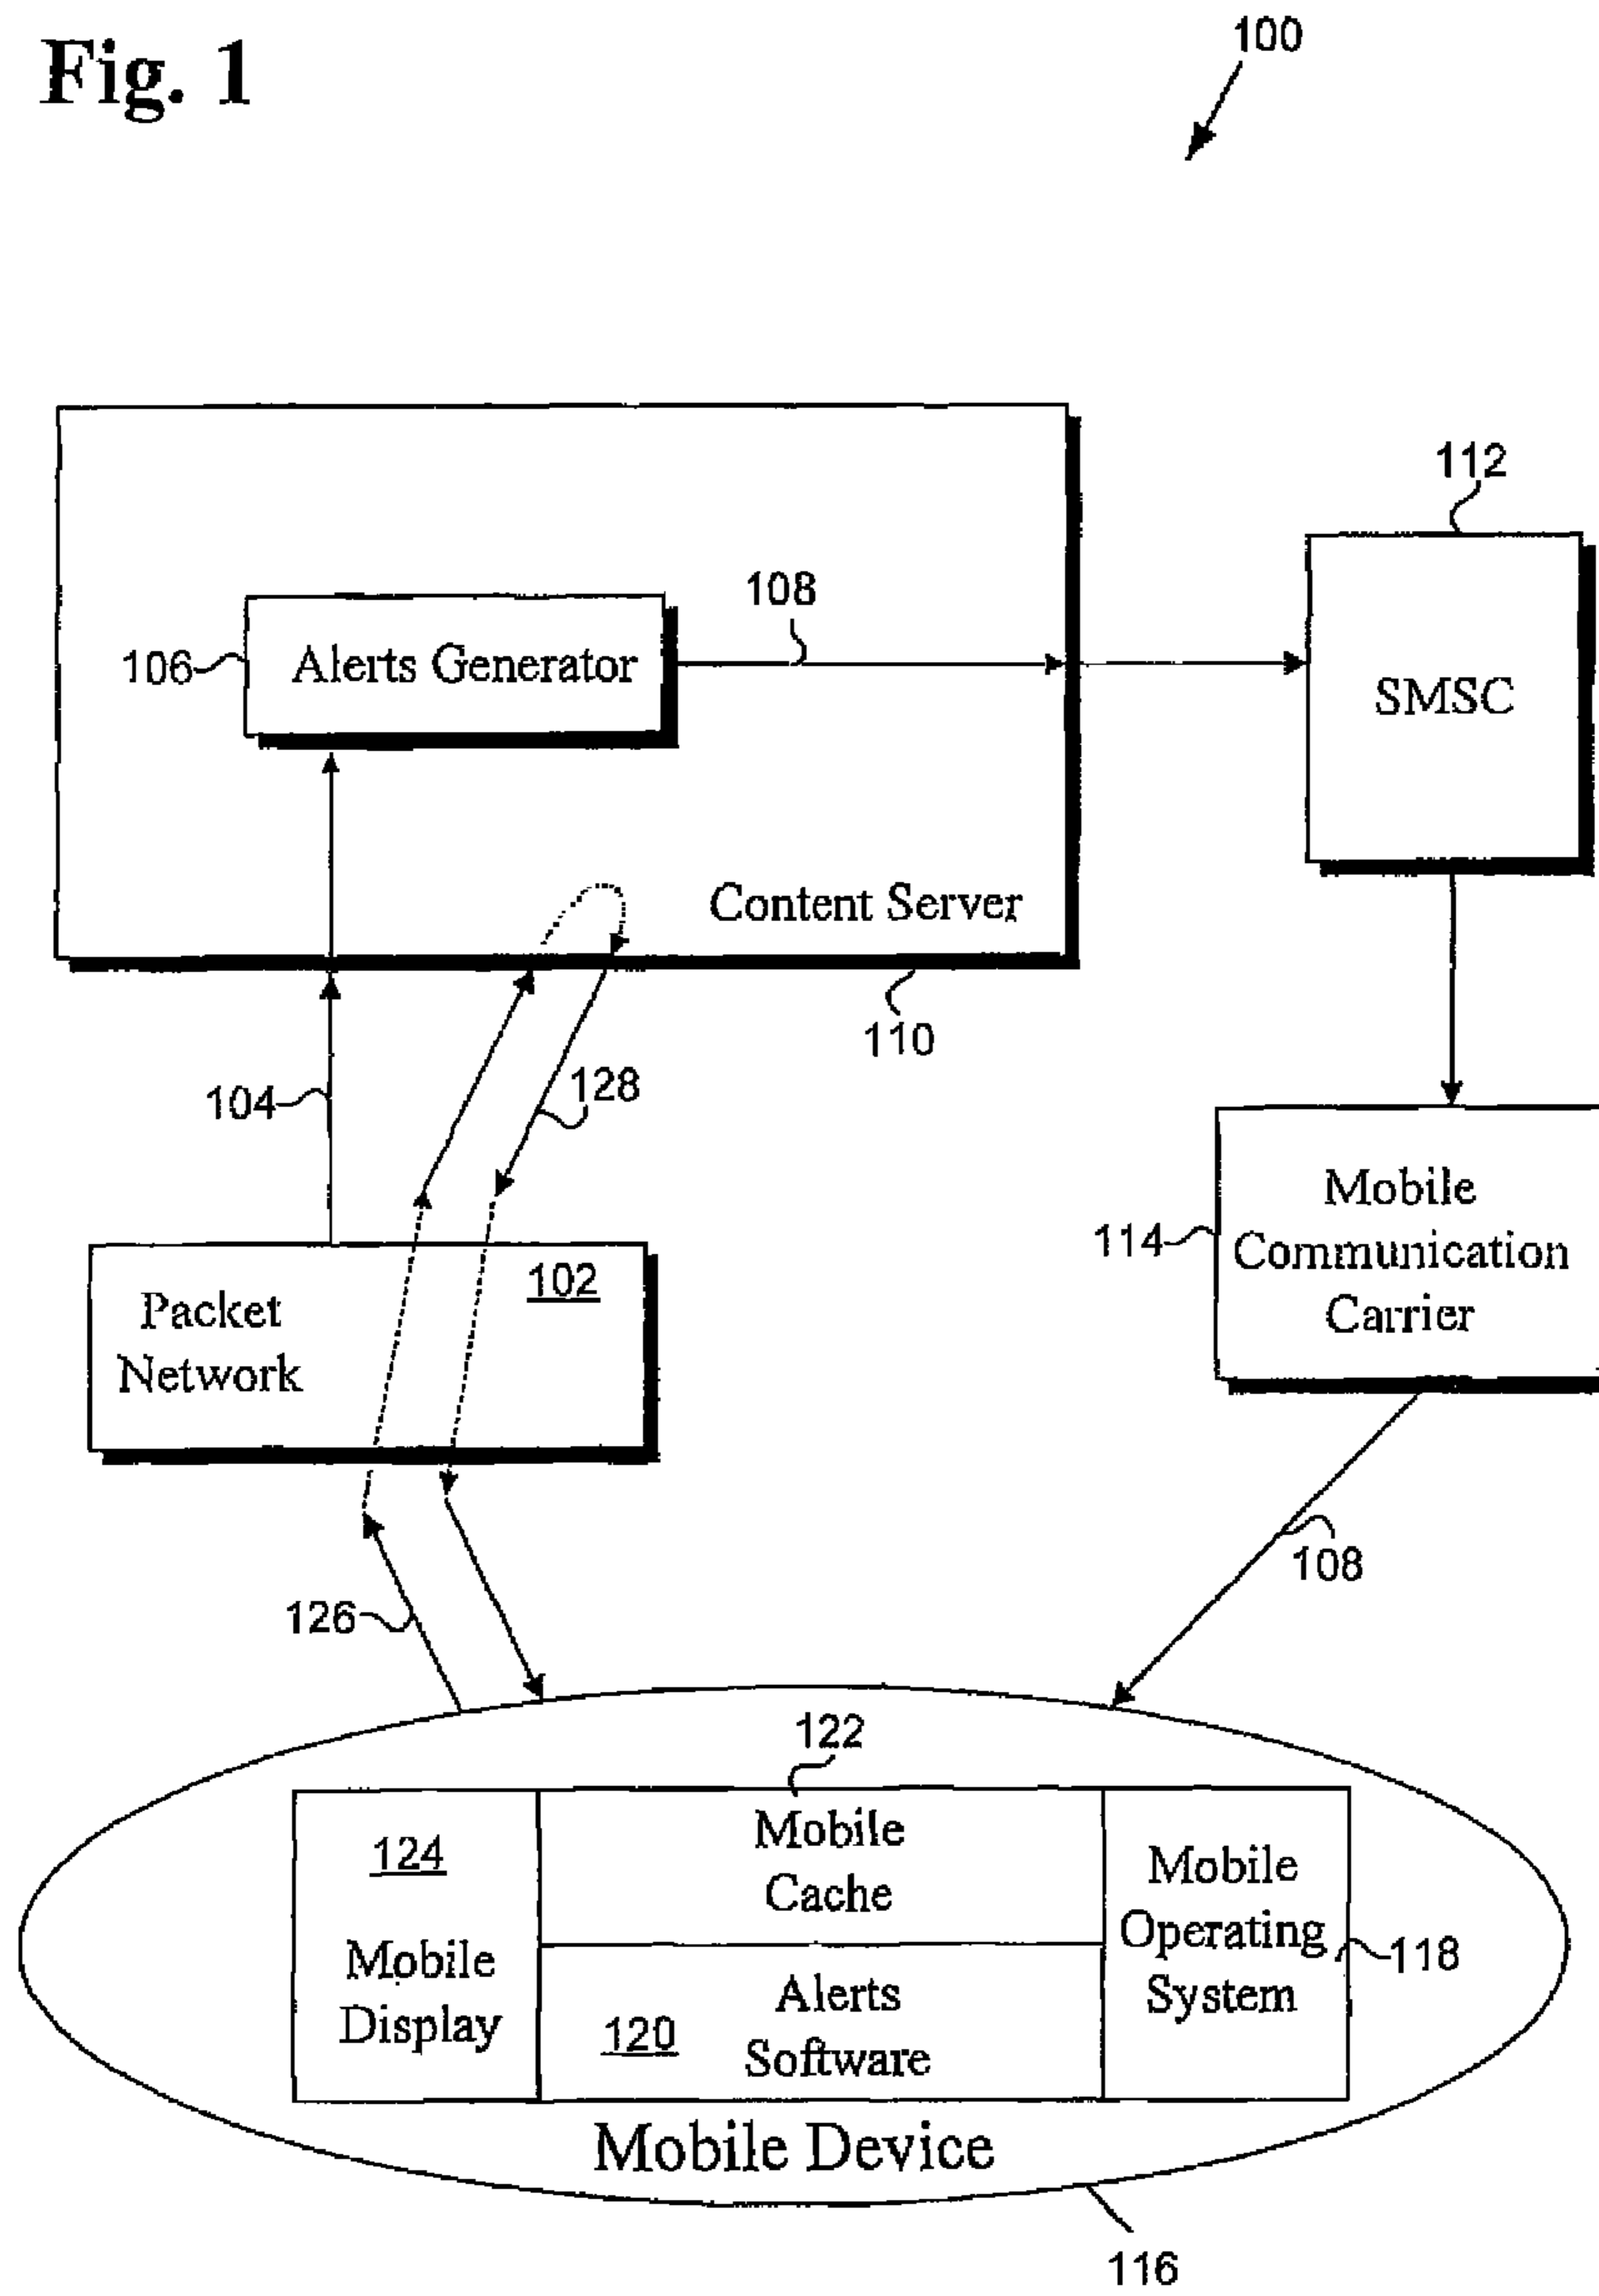 Fig. 1
100
112
108
106
Alerts Generator
SMSC
Content Server
110
128
104
Mobile
Communication
Carrier
114
102
Packet
Network
108
126
122
Mobile
Cache
124
Mobile
Display
Mobile
Operating
System
118
Alerts
Software
120
Mobile Device
116